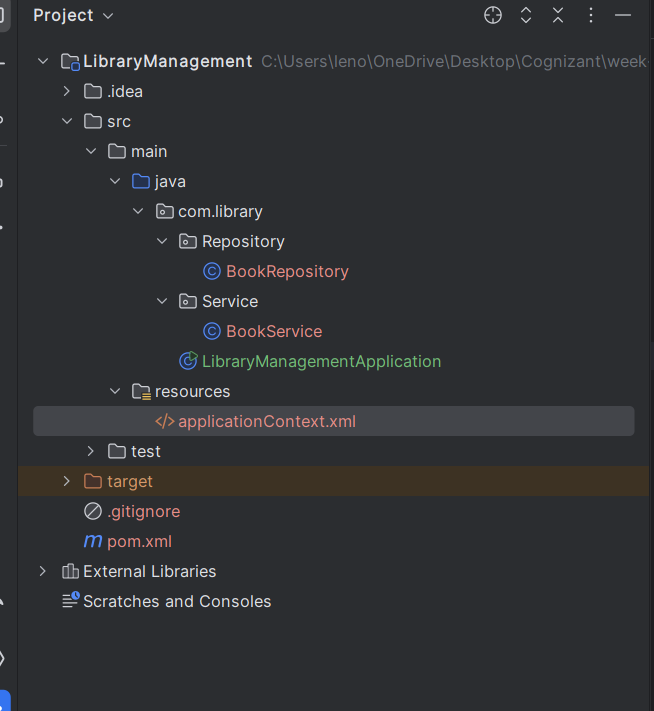 Project
LibraryManagement C:\Users\leno\OneDrive\Desktop\Cognizant\week
.idea
src
main
java
com.library
Repository
BookRepository
Service
BookService
LibraryManagementApplication
resources
applicationContext.xml
test
target
.gitignore
pom.xml
External Libraries
Scratches and Consoles